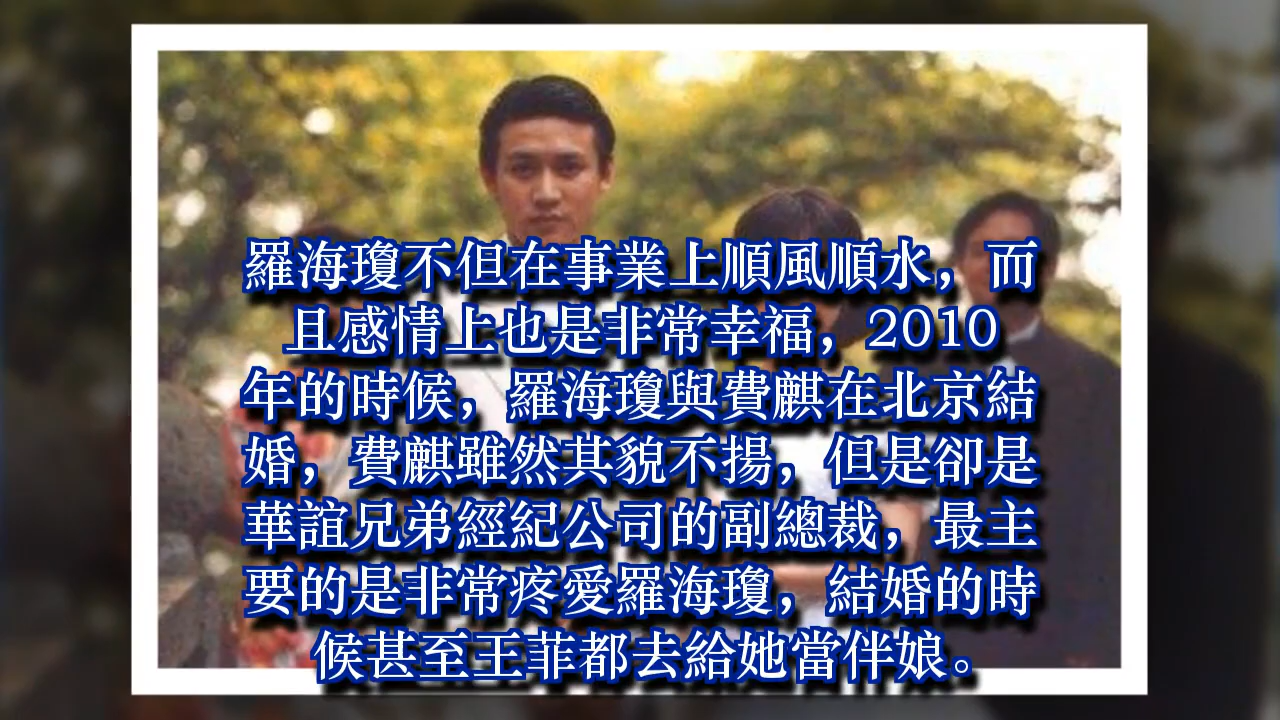 羅海瓊不但在事業上順風順水，而
且感情上也是非常幸福，2010
年的時候，羅海瓊與費麒在北京結
婚，費麒雖然其貌不揚，但是卻是
華誼兄弟經紀公司的副總裁，最主
要的是非常疼愛羅海瓊，結婚的時
候甚至王菲都去給她當伴娘。